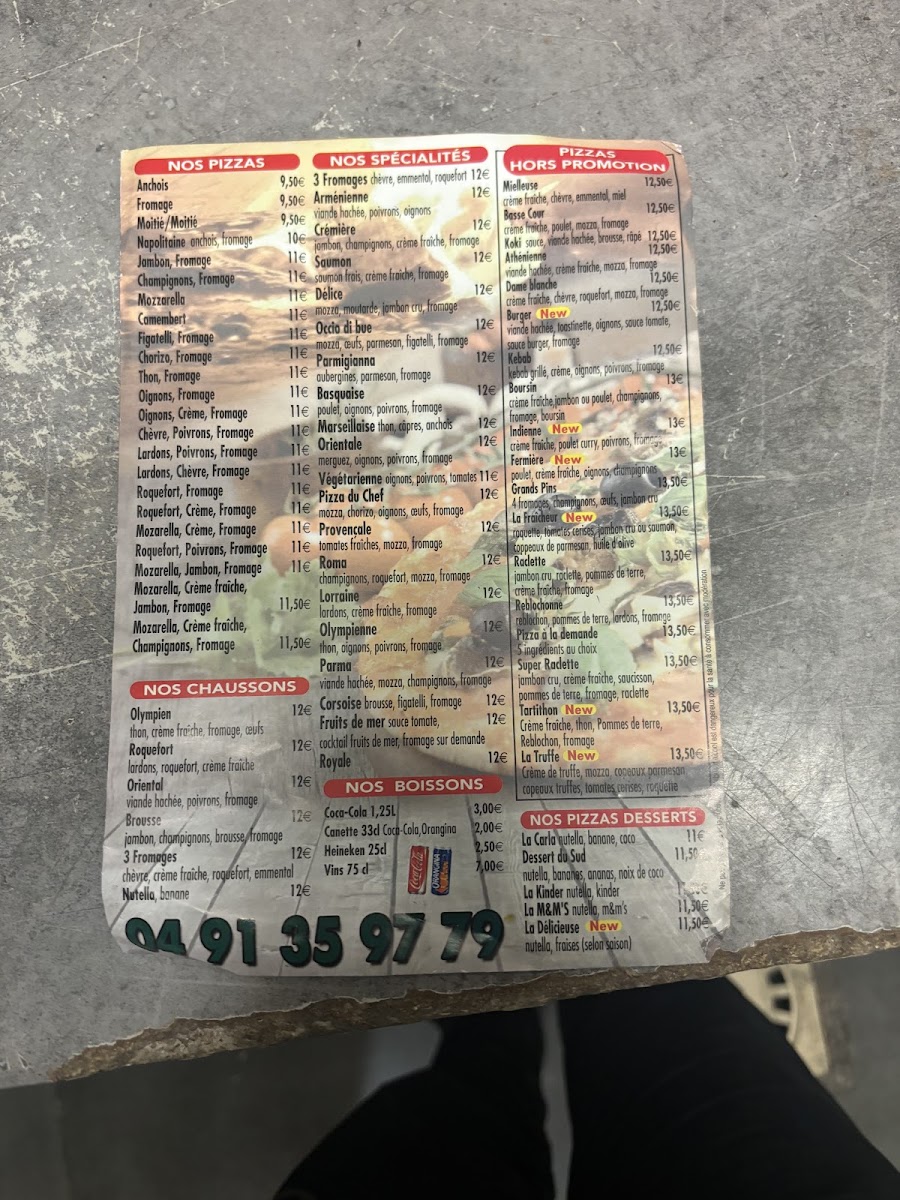 NOS PIZZAS
Anchois 9,50€
Fromage 9,50€
Moitié/Moitié 9,50€
Napolitaine anchois, fromage 10€
Jambon, Fromage 11€
Champignons, Fromage 11€
Mozzarella 11€
Camembert 11€
Figatelli, Fromage 11€
Chorizo, Fromage 11€
Thon, Fromage 11€
Oignons, Fromage 11€
Oignons, Crème, Fromage 11€
Chèvre, Poivrons, Fromage 11€
Lardons, Poivrons, Fromage 11€
Lardons, Chèvre, Fromage 11€
Roquefort, Fromage 11€
Roquefort, Crème, Fromage 11€
Mozarella, Crème, Fromage 11€
Roquefort, Poivrons, Fromage 11€
Mozarella, Jambon, Fromage 11€
Mozarella, Crème fraîche,
Jambon, Fromage 11,50€
Mozarella, Crème fraîche,
Champignons, Fromage 11,50€
NOS CHAUSSONS
Olympien 12€
thon, crème fraîche, fromage, œufs
Roquefort 12€
lardons, roquefort, crème fraîche
Oriental 12€
viande hachée, poivrons, fromage
Brousse 12€
jambon, champignons, brousse, fromage
3 Fromages 12€
chèvre, crème fraiche, roquefort, emmental
Nutella, banane 12€
NOS SPÉCIALITÉS
3 Fromages chèvre, emmental, roquefort 12€
Arménienne 12€
viande hachée, poivrons, oignons
Crèmière 12€
jambon, champignons, crème fraîche, fromage
Saumon 12€
saumon frais, crème fraîche, fromage
Délice 12€
mozza, moutarde, jambon cru, fromage
Occio di bue 12€
mozza, œufs, parmesan, figatelli, fromage
Parmigianna 12€
aubergines, parmesan, fromage
Basquaise 12€
poulet, oignons, poivrons, fromage
Marseillaise thon, câpres, anchois 12€
Orientale 12€
merguez, oignons, poivrons, fromage
Végétarienne oignons, poivrons, tomates 11€
Pizza du Chef 12€
mozza, chorizo, oignons, œufs, fromage
Provençale 12€
tomates fraîches, mozza, fromage
Roma 12€
champignons, roquefort, mozza, fromage
Lorraine 12€
lardons, crème fraîche, fromage
Olympienne 12€
thon, oignons, poivrons, fromage
Parma 12€
viande hachée, mozza, champignons, fromage
Corsoise brousse, figatelli, fromage 12€
Fruits de mer sauce tomate, 12€
cocktail fruits de mer, fromage sur demande
Royale 12€
NOS BOISSONS
Coca-Cola 1,25L 3,00€
Canette 33cl Coca-Cola,Orangina 2,00€
Heineken 25cl 2,50€
Vins 75 cl 7,00€
PIZZAS
HORS PROMOTION
Mielleuse 12,50€
crème fraîche, chèvre, emmental, miel
Basse Cour 12,50€
crème fraîche, poulet, mozza, fromage
Koki sauce, viande hachée, brousse, râpé 12,50€
Athénienne 12,50€
viande hachée, crème fraîche, mozza, fromage
Dame blanche 12,50€
crème fraîche, chèvre, roquefort, mozza, fromage
Burger New 12,50€
viande hachée, toastinette, oignons, sauce tomate,
sauce burger, fromage
Kebab 12,50€
kebab grillé, crème, oignons, poivrons, fromage
Boursin 13€
crème fraîche,jambon ou poulet, champignons,
fromage, boursin
Indienne New 13€
crème fraîche, poulet curry, poivrons, fromage
Fermière New 13€
poulet, crème fraîche, oignons, champignons
Grands Pins 13,50€
4 fromages, champignons, œufs, jambon cru
La Fraîcheur New 13,50€
roquette, tomates cerises, jambon cru ou saumon,
coppeaux de parmesan, huile d'olive
Raclette 13,50€
jambon cru, raclette, pommes de terre,
crème fraîche, fromage
Reblochonne 13,50€
reblochon, pommes de terre, lardons, fromage
Pizza à la demande 13,50€
5 ingrédients au choix
Super Raclette 13,50€
jambon cru, crème fraîche, saucisson,
pommes de terre, fromage, raclette
Tartithon New 13,50€
Crème fraîche, thon, Pommes de terre,
Reblochon, fromage
La Truffe New 13,50€
Crème de truffe, mozza, copeaux parmesan
copeaux truffes, tomates cerises, roquette
NOS PIZZAS DESSERTS
La Carla nutella, banane, coco 11€
Dessert du Sud 11,50€
nutella, bananes, ananas, noix de coco
La Kinder nutella, kinder
La M&M'S nutella, m&m's 11,50€
La Délicieuse New 11,50€
nutella, fraises (selon saison)
04 91 35 97 79
dangereux pour la santé à consommer avec modération
Coca-Cola
ORANGINA